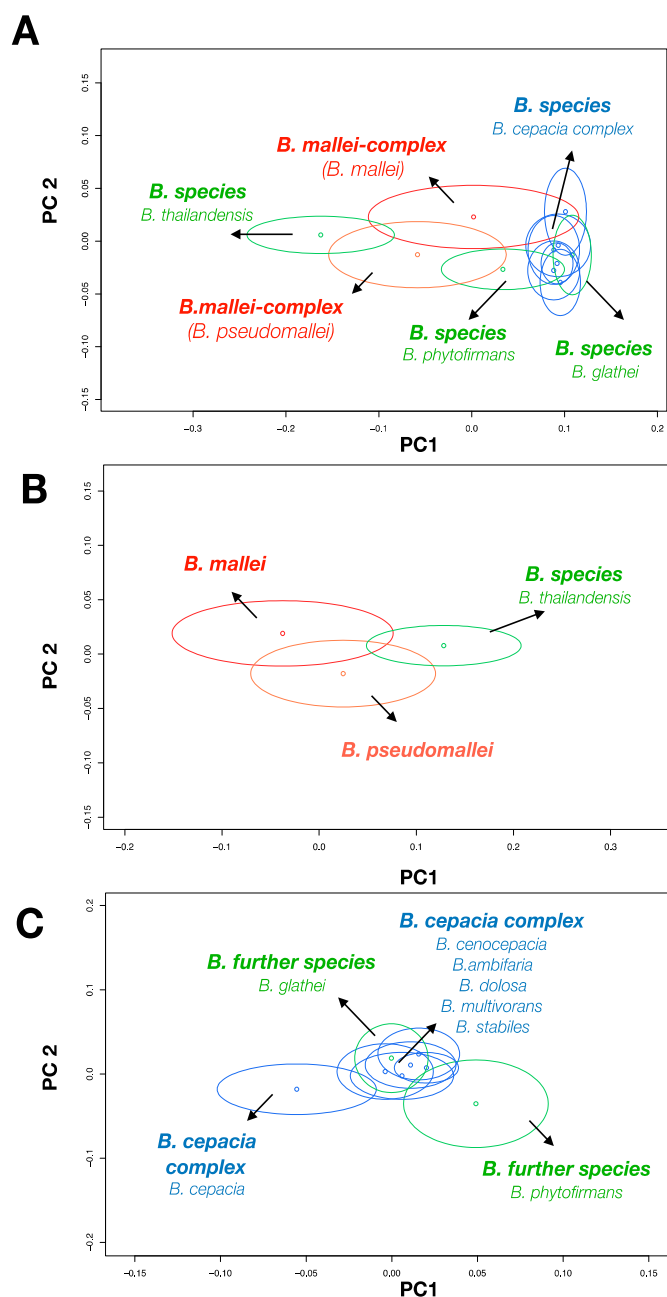 A
B. species
B. cepacia complex
B. mallei-complex
(B. mallei)
B. species
B. thailandensis
B.mallei-complex
(B. pseudomallei)
B. species
B. phytofirmans
B. species
B. glathei
PC 2
0.15
0.10
0.05
0.00
−0.05
−0.10
−0.15
−0.3
−0.2
−0.1
0.0
0.1
0.2
PC1
B
B. mallei
B. species
B. thailandensis
B. pseudomallei
PC 2
0.15
0.10
0.05
0.00
−0.05
−0.10
−0.15
−0.2
−0.1
0.0
0.1
0.2
0.3
PC1
C
B. cepacia complex
B. cenocepacia
B.ambifaria
B. dolosa
B. multivorans
B. stabiles
B. further species
B. glathei
B. cepacia
complex
B. cepacia
B. further species
B. phytofirmans
PC 2
0.2
0.1
0.0
−0.1
−0.2
−0.15
−0.10
−0.05
0.00
0.05
0.10
0.15
PC1